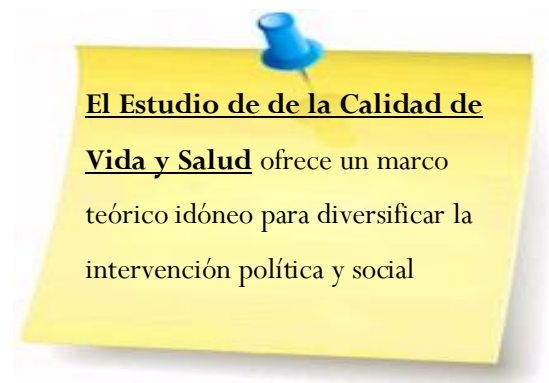 El Estudio de de la Calidad de
Vida y Salud ofrece un marco
teórico idóneo para diversificar la
intervención política y social